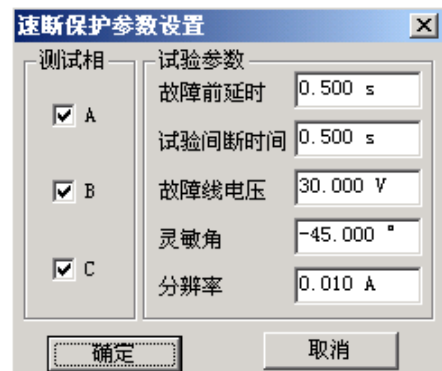 速断保护参数设置
测试相
A
B
C
试验参数
故障前延时 0.500 s
试验间断时间 0.500 s
故障线电压 30.000 V
灵敏角 -45.000 °
分辨率 0.010 A
确定 取消